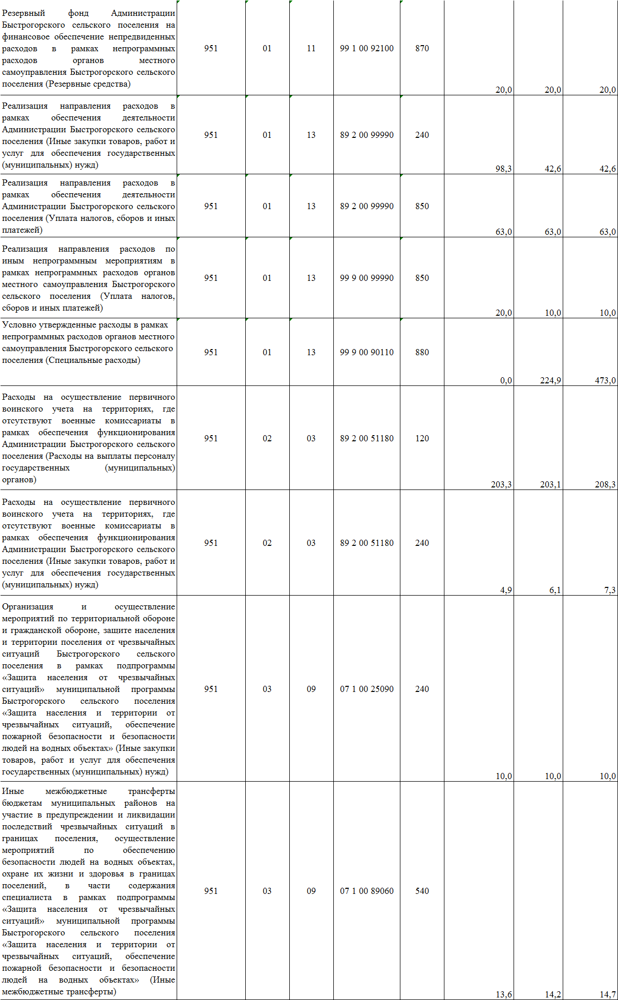 Резервный фонд Администрации
Быстрогорского сельского поселения на
финансовое обеспечение непредвиденных
расходов в рамках непрограммных
расходов органов местного
самоуправления Быстрогорского сельского
поселения (Резервные средства)
951 01 11 99 1 00 92100 870
20,0 20,0 20,0
Реализация направления расходов в
рамках обеспечения деятельности
Администрации Быстрогорского сельского
поселения (Иные закупки товаров, работ и
услуг для обеспечения государственных
(муниципальных) нужд)
951 01 13 89 2 00 99990 240
98,3 42,6 42,6
Реализация направления расходов в
рамках обеспечения деятельности
Администрации Быстрогорского сельского
поселения (Уплата налогов, сборов и иных
платежей)
951 01 13 89 2 00 99990 850
63,0 63,0 63,0
Реализация направления расходов по
иным непрограммным мероприятиям в
рамках непрограммных расходов органов
местного самоуправления Быстрогорского
сельского поселения (Уплата налогов,
сборов и иных платежей)
951 01 13 99 9 00 99990 850
20,0 10,0 10,0
Условно утвержденные расходы в рамках
непрограммных расходов органов местного
самоуправления Быстрогорского сельского
поселения (Специальные расходы)
951 01 13 99 9 00 90110 880
0,0 224,9 473,0
Расходы на осуществление первичного
воинского учета на территориях, где
отсутствуют военные комиссариаты в
рамках обеспечения функционирования
Администрации Быстрогорского сельского
поселения (Расходы на выплаты персоналу
государственных (муниципальных)
органов)
951 02 03 89 2 00 51180 120
203,3 203,1 208,3
Расходы на осуществление первичного
воинского учета на территориях, где
отсутствуют военные комиссариаты в
рамках обеспечения функционирования
Администрации Быстрогорского сельского
поселения (Иные закупки товаров, работ и
услуг для обеспечения государственных
(муниципальных) нужд)
951 02 03 89 2 00 51180 240
4,9 6,1 7,3
Организация и осуществление
мероприятий по территориальной обороне
и гражданской обороне, защите населения
и территории поселения от чрезвычайных
ситуаций Быстрогорского сельского
поселения в рамках подпрограммы
«Защита населения от чрезвычайных
ситуаций» муниципальной программы
Быстрогорского сельского поселения
«Защита населения и территории от
чрезвычайных ситуаций, обеспечение
пожарной безопасности и безопасности
людей на водных объектах» (Иные закупки
товаров, работ и услуг для обеспечения
государственных (муниципальных) нужд)
951 03 09 07 1 00 25090 240
10,0 10,0 10,0
Иные межбюджетные трансферты
бюджетам муниципальных районов на
участие в предупреждении и ликвидации
последствий чрезвычайных ситуаций в
границах поселения, осуществление
мероприятий по обеспечению
безопасности людей на водных объектах,
охране их жизни и здоровья в границах
поселений, в части содержания
специалиста в рамках подпрограммы
«Защита населения от чрезвычайных
ситуаций» муниципальной программы
Быстрогорского сельского поселения
«Защита населения и территории от
чрезвычайных ситуаций, обеспечение
пожарной безопасности и безопасности
людей на водных объектах» (Иные
межбюджетные трансферты)
951 03 09 07 1 00 89060 540
13,6 14,2 14,7